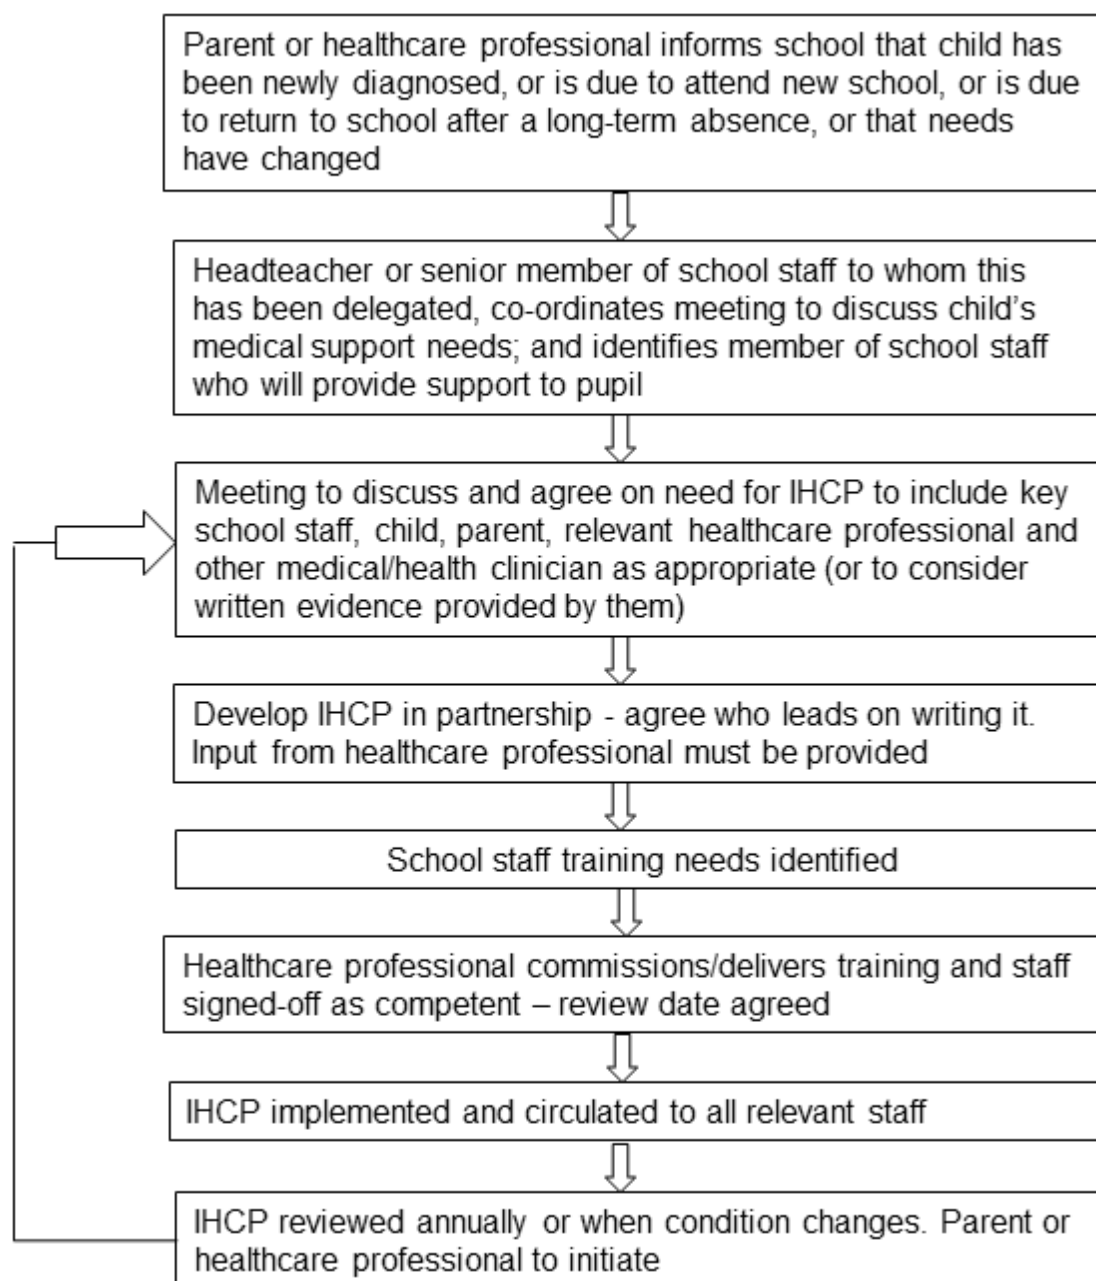 Parent or healthcare professional informs school that child has
been newly diagnosed, or is due to attend new school, or is due
to return to school after a long-term absence, or that needs
have changed
Headteacher or senior member of school staff to whom this
has been delegated, co-ordinates meeting to discuss child's
medical support needs; and identifies member of school staff
who will provide support to pupil
Meeting to discuss and agree on need for IHCP to include key
school staff, child, parent, relevant healthcare professional and
other medical/health clinician as appropriate (or to consider
written evidence provided by them)
Develop IHCP in partnership - agree who leads on writing it.
Input from healthcare professional must be provided
School staff training needs identified
Healthcare professional commissions/delivers training and staff
signed-off as competent – review date agreed
IHCP implemented and circulated to all relevant staff
IHCP reviewed annually or when condition changes. Parent or
healthcare professional to initiate